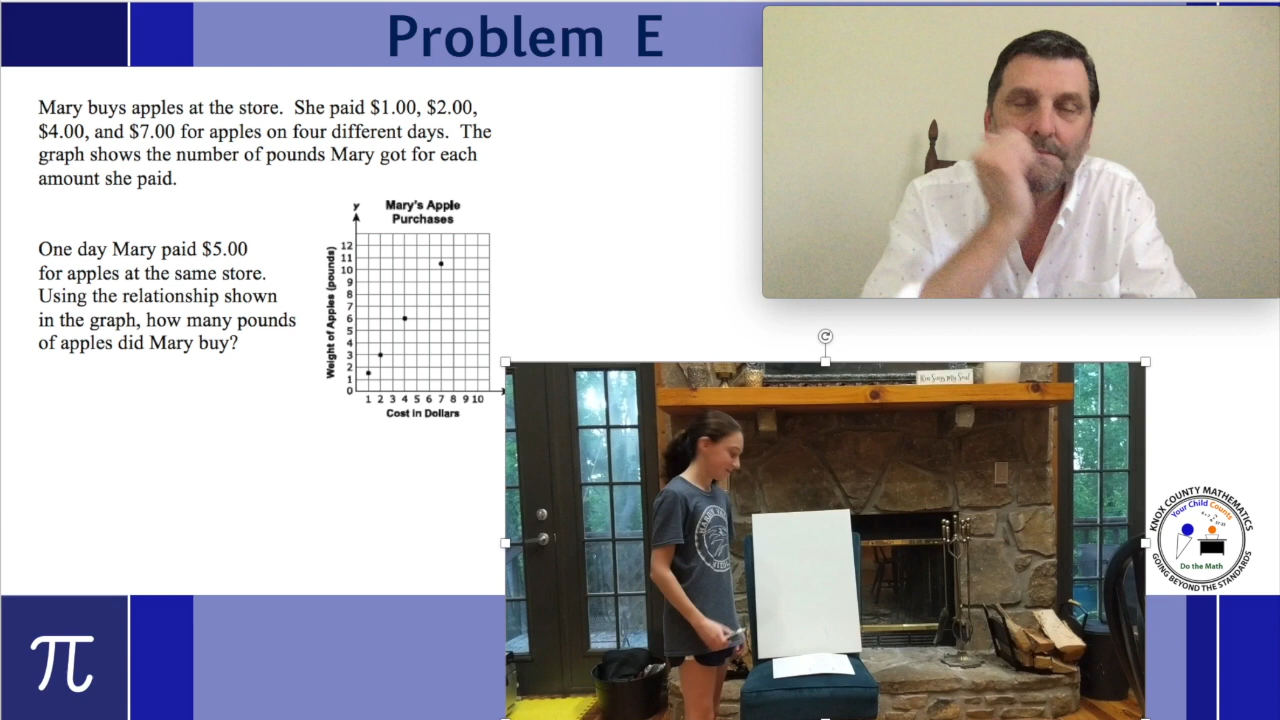 Problem E
Mary buys apples at the store. She paid $1.00, $2.00,
$4.00, and $7.00 for apples on four different days. The
graph shows the number of pounds Mary got for each
amount she paid.
One day Mary paid $5.00
for apples at the same store.
Using the relationship shown
in the graph, how many pounds
of apples did Mary buy?
y
Mary's Apple
Purchases
Weight of Apples (pounds)
12
11
10
9
8
7
6
5
4
3
2
1
0
1 2 3 4 5 6 7 8 9 10
Cost in Dollars
KNOX COUNTY MATHEMATICS
Your Child Counts
Do the Math
GOING BEYOND THE STANDARDS
π